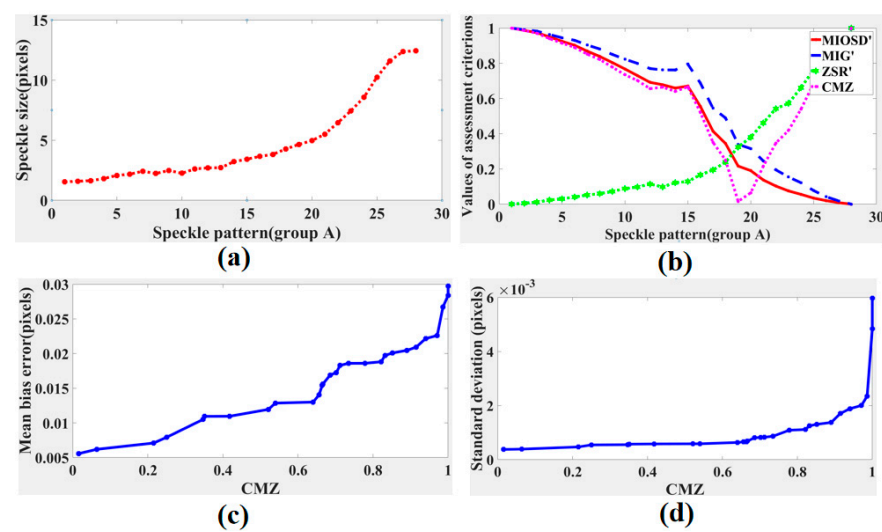 15
10
5
0
Speckle size(pixels)
0 5 10 15 20 25 30
Speckle pattern(group A)
(a)
1
0.8
0.6
0.4
0.2
0
Values of assessment criterions
MIOSD'
MIG'
ZSR'
CMZ
0 5 10 15 20 25 30
Speckle pattern(group A)
(b)
0.03
0.025
0.02
0.015
0.01
0.005
Mean bias error(pixels)
0 0.2 0.4 0.6 0.8 1
CMZ
(c)
×10⁻³
6
4
2
0
Standard deviation (pixels)
0 0.2 0.4 0.6 0.8 1
CMZ
(d)